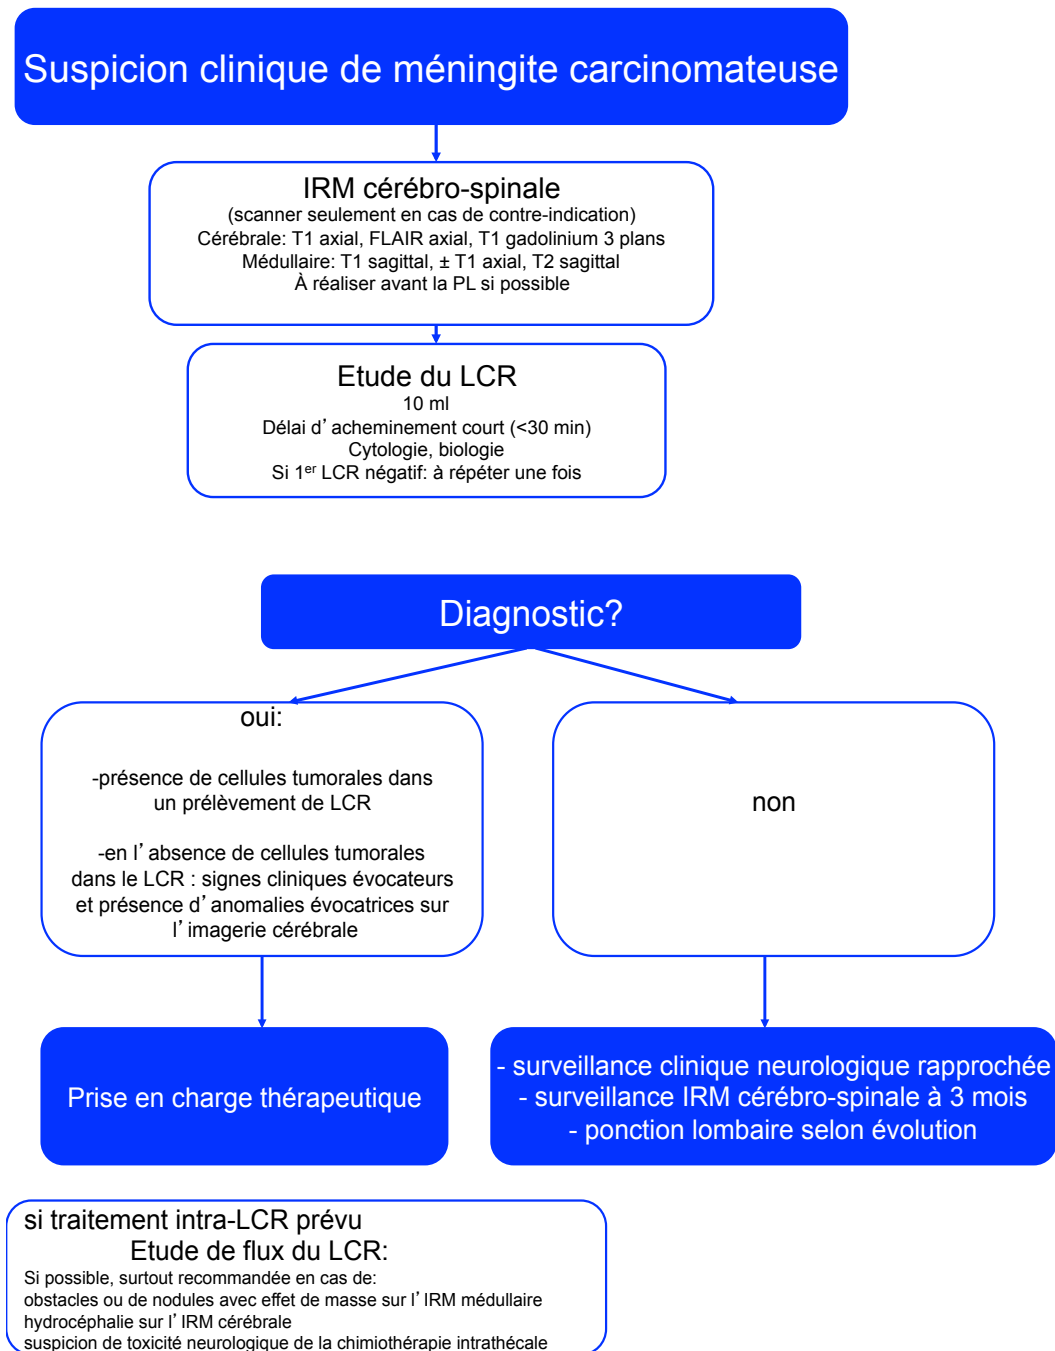 Suspicion clinique de méningite carcinomateuse
IRM cérébro-spinale
(scanner seulement en cas de contre-indication)
Cérébrale: T1 axial, FLAIR axial, T1 gadolinium 3 plans
Médullaire: T1 sagittal, ± T1 axial, T2 sagittal
À réaliser avant la PL si possible
Etude du LCR
10 ml
Délai d’acheminement court (<30 min)
Cytologie, biologie
Si 1er LCR négatif: à répéter une fois
Diagnostic?
oui:
-présence de cellules tumorales dans
un prélèvement de LCR
-en l’absence de cellules tumorales
dans le LCR : signes cliniques évocateurs
et présence d’anomalies évocatrices sur
l’imagerie cérébrale
non
Prise en charge thérapeutique
- surveillance clinique neurologique rapprochée
- surveillance IRM cérébro-spinale à 3 mois
- ponction lombaire selon évolution
si traitement intra-LCR prévu
Etude de flux du LCR:
Si possible, surtout recommandée en cas de:
obstacles ou de nodules avec effet de masse sur l’IRM médullaire
hydrocéphalie sur l’IRM cérébrale
suspicion de toxicité neurologique de la chimiothérapie intrathécale